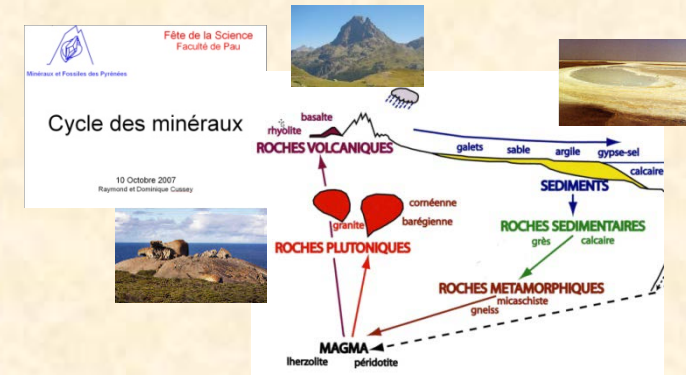 Fête de la Science
Faculté de Pau
Minéraux et Fossiles des Pyrénées
Cycle des minéraux
10 Octobre 2007
Raymond et Dominique Cussey
basalte
rhyolite
ROCHES VOLCANIQUES
galets sable argile gypse-sel
calcaire
SEDIMENTS
cornéenne
barégienne
granite
ROCHES PLUTONIQUES
ROCHES SEDIMENTAIRES
grès calcaire
ROCHES METAMORPHIQUES
micaschiste
gneiss
MAGMA
lherzolite péridotite